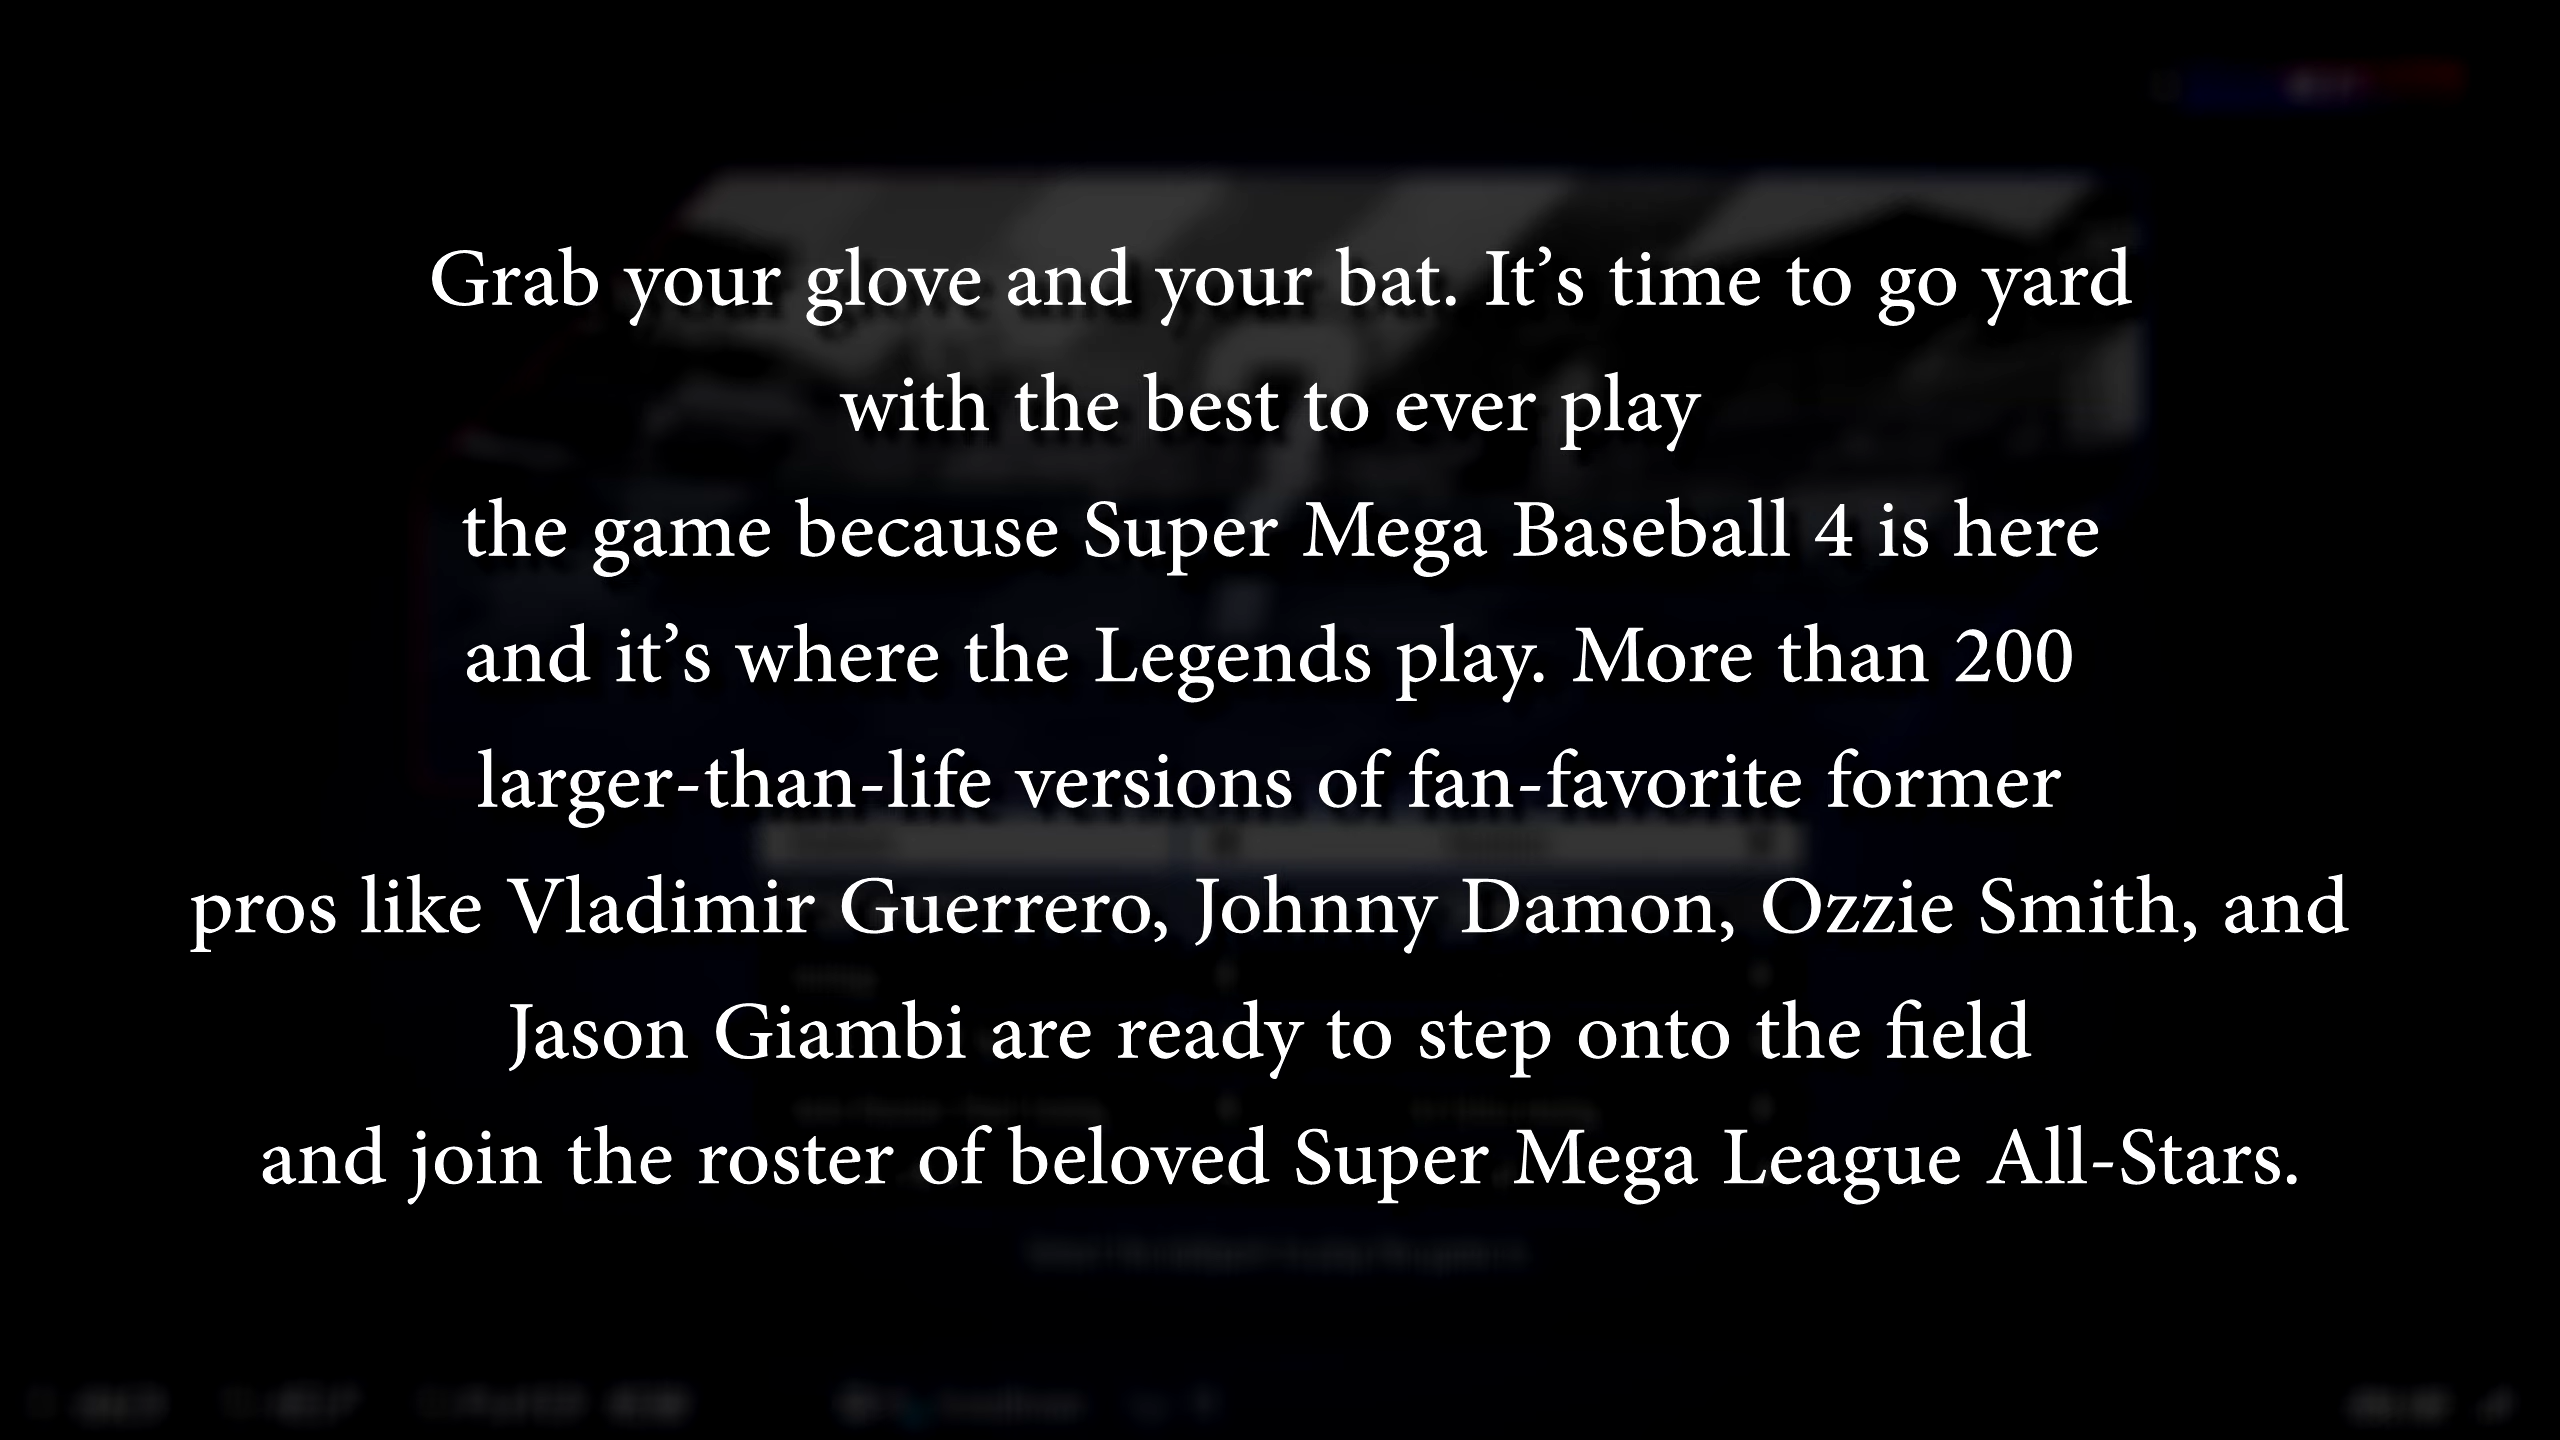 Grab your glove and your bat. It’s time to go yard
with the best to ever play
the game because Super Mega Baseball 4 is here
and it’s where the Legends play. More than 200
larger-than-life versions of fan-favorite former
pros like Vladimir Guerrero, Johnny Damon, Ozzie Smith, and
Jason Giambi are ready to step onto the field
and join the roster of beloved Super Mega League All-Stars.